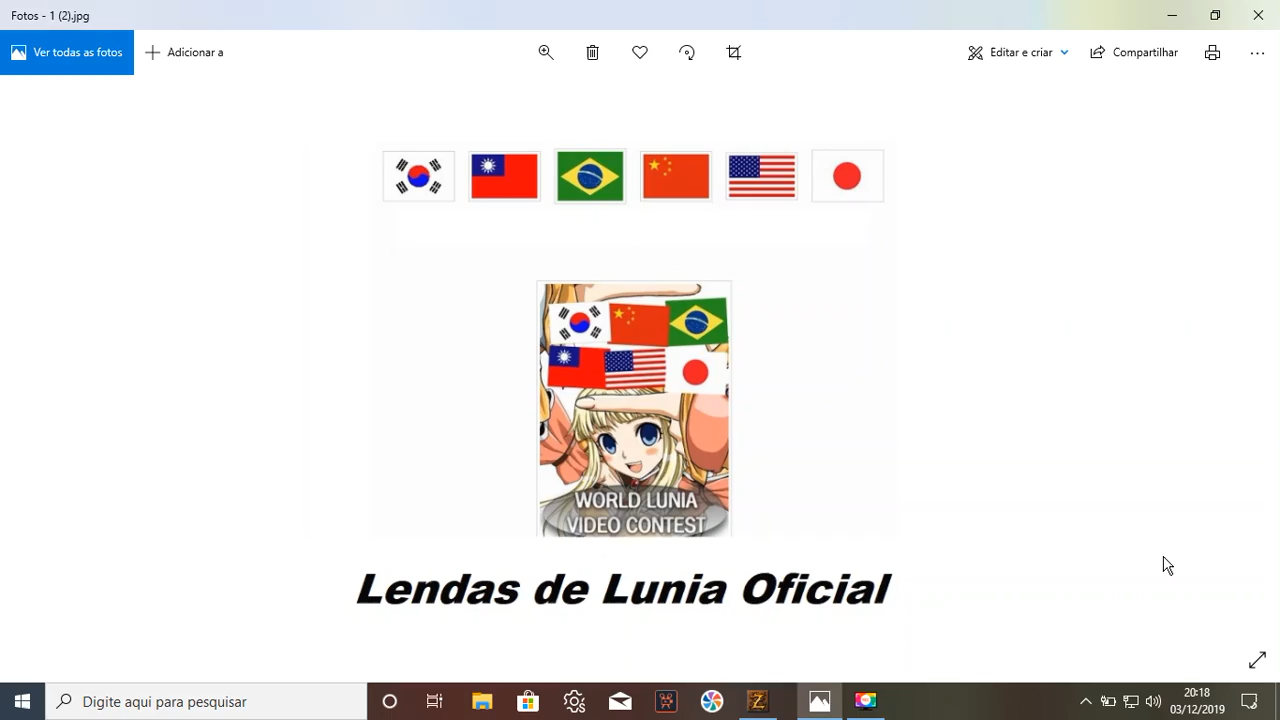 Fotos - 1 (2).jpg
Ver todas as fotos
Adicionar a
Editar e criar
Compartilhar
WORLD LUNIA
VIDEO CONTEST
Lendas de Lunia Oficial
Digite aqui para pesquisar
20:18
03/12/2019